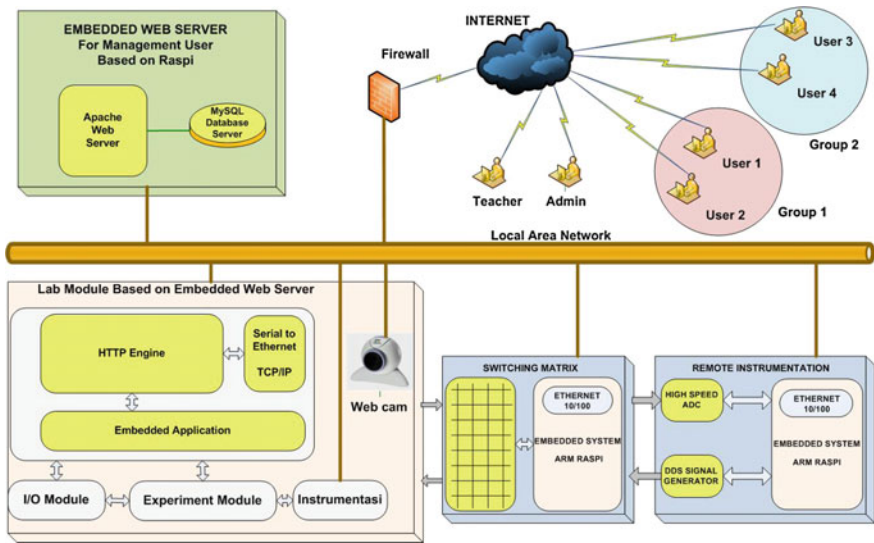 EMBEDDED WEB SERVER
For Management User
Based on Raspi
Apache
Web
Server
MySQL
Database
Server
INTERNET
Firewall
User 3
User 4
Group 2
User 1
User 2
Group 1
Teacher
Admin
Local Area Network
Lab Module Based on Embedded Web Server
HTTP Engine
Serial to
Ethernet
TCP/IP
Embedded Application
I/O Module
Experiment Module
Instrumentasi
Web cam
SWITCHING MATRIX
ETHERNET
10/100
EMBEDDED SYSTEM
ARM RASPI
REMOTE INSTRUMENTATION
HIGH SPEED
ADC
DDS SIGNAL
GENERATOR
ETHERNET
10/100
EMBEDDED SYSTEM
ARM RASPI